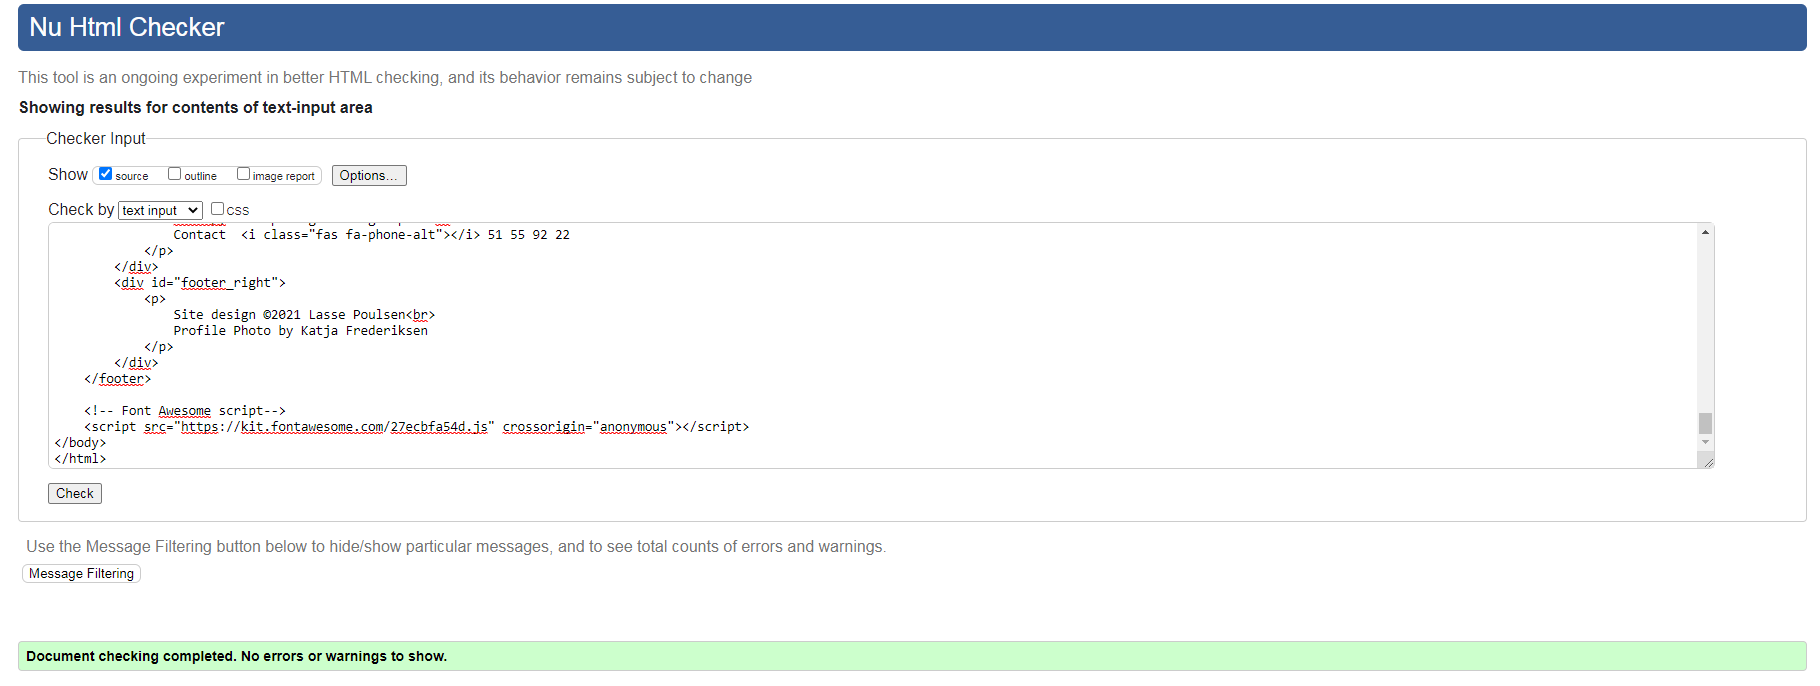 Nu Html Checker
This tool is an ongoing experiment in better HTML checking, and its behavior remains subject to change
Showing results for contents of text-input area
Checker Input
Show source outline image report Options...
Check by text input CSS
Contact  <i class="fas fa-phone-alt"></i> 51 55 92 22
</p>
</div>
<div id="footer_right">
<p>
Site design ©2021 Lasse Poulsen<br>
Profile Photo by Katja Frederiksen
</p>
</div>
</footer>
<!-- Font Awesome script-->
<script src="https://kit.fontawesome.com/27ecbfa54d.js" crossorigin="anonymous"></script>
</body>
</html>
Check
Use the Message Filtering button below to hide/show particular messages, and to see total counts of errors and warnings.
Message Filtering
Document checking completed. No errors or warnings to show.